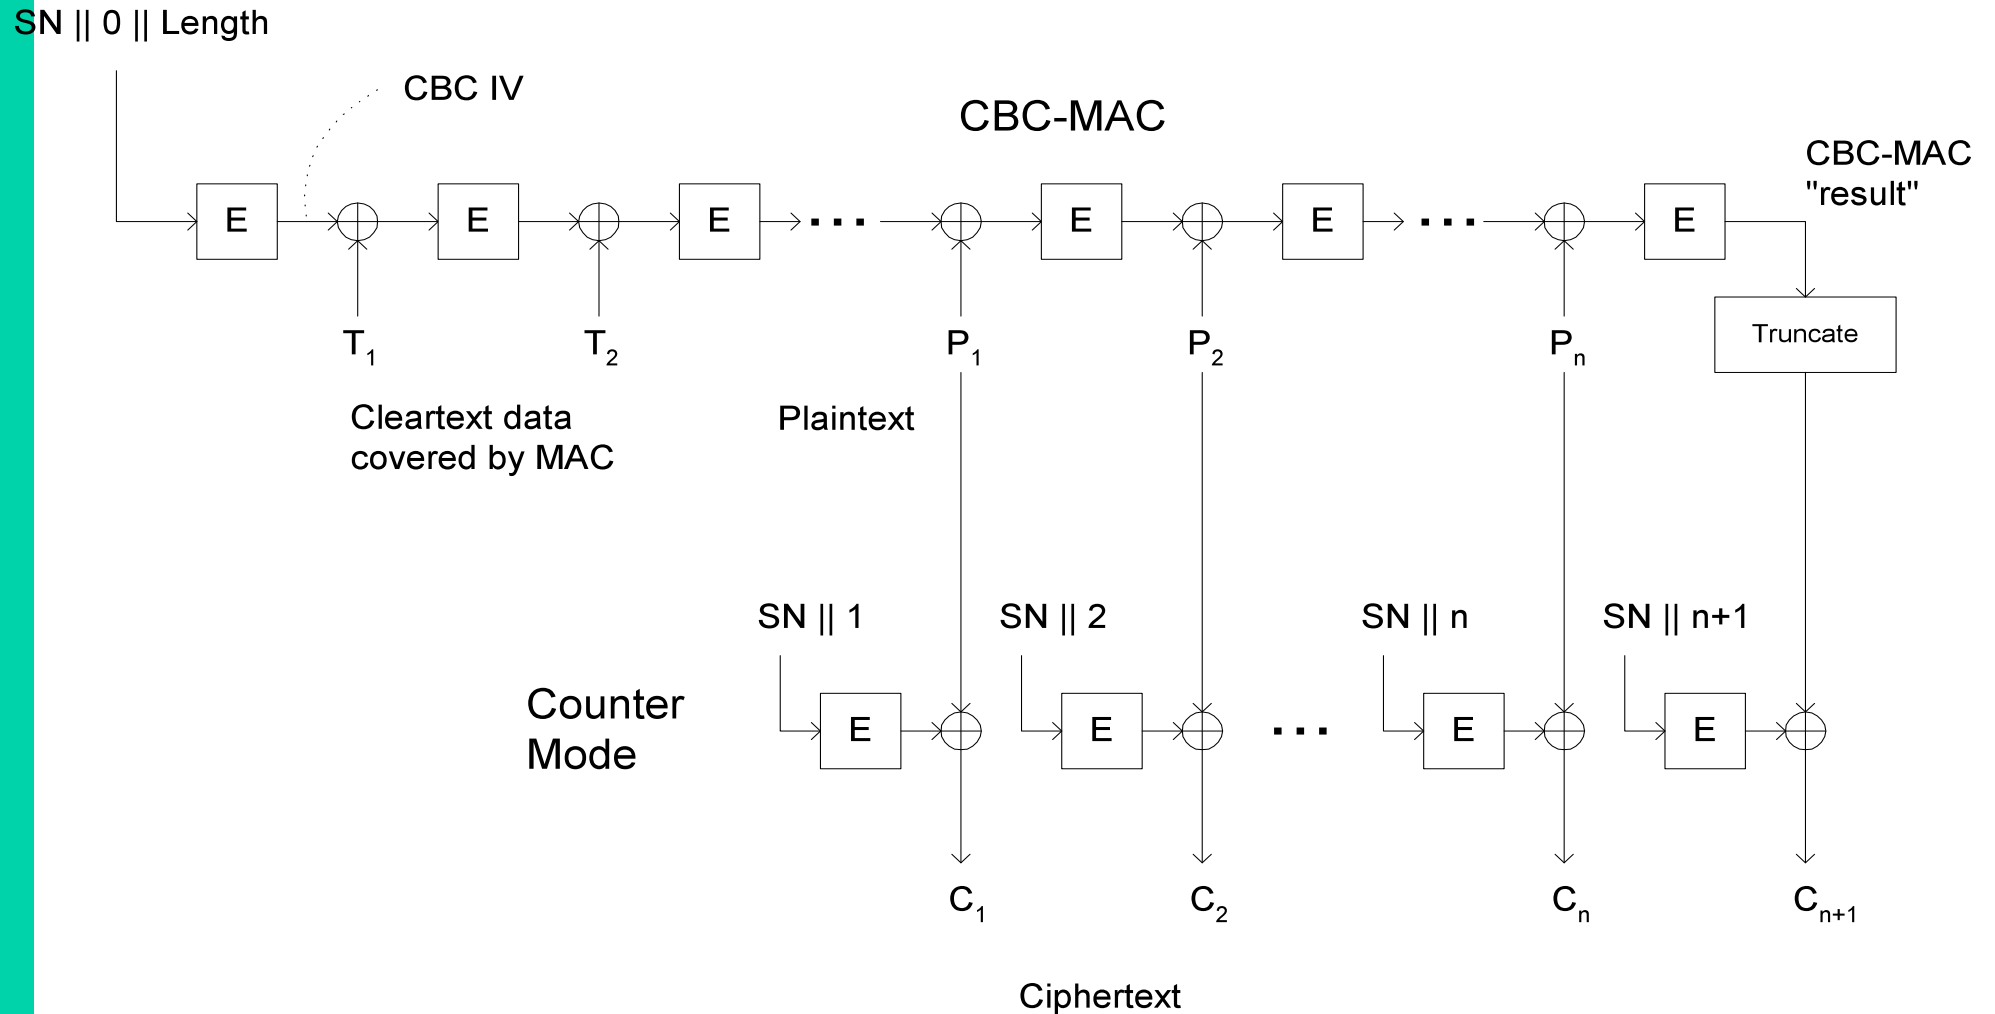 SN || 0 || Length
CBC IV
CBC-MAC
CBC-MAC
"result"
E E E ... E E ... E
Truncate
T1 T2 P1 P2 Pn
Cleartext data
covered by MAC
Plaintext
SN || 1 SN || 2 SN || n SN || n+1
Counter
Mode
E E ... E E
C1 C2 Cn Cn+1
Ciphertext